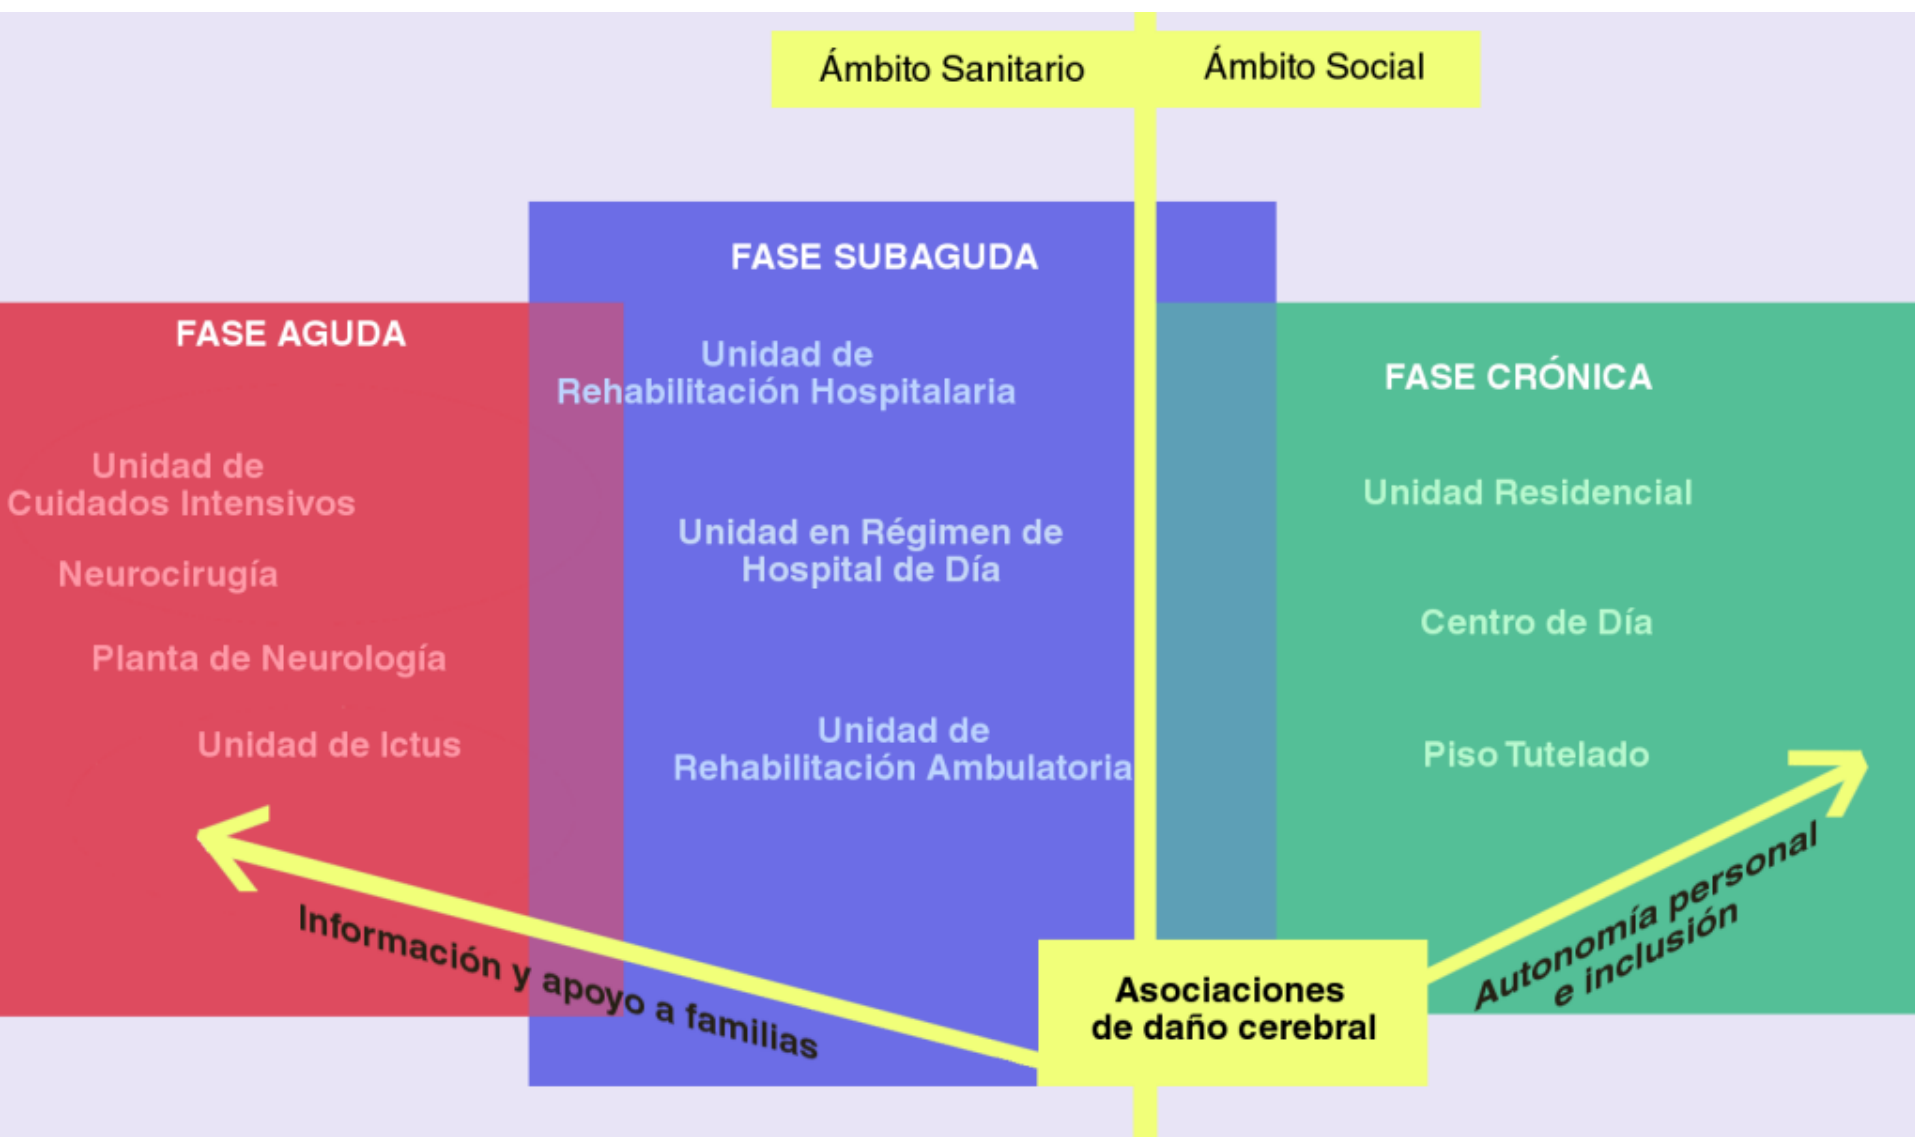 Ámbito Sanitario
Ámbito Social
FASE AGUDA
Unidad de
Cuidados Intensivos
Neurocirugía
Planta de Neurología
Unidad de Ictus
FASE SUBAGUDA
Unidad de
Rehabilitación Hospitalaria
Unidad en Régimen de
Hospital de Día
Unidad de
Rehabilitación Ambulatoria
FASE CRÓNICA
Unidad Residencial
Centro de Día
Piso Tutelado
Información y apoyo a familias
Asociaciones
de daño cerebral
Autonomía personal
e inclusión